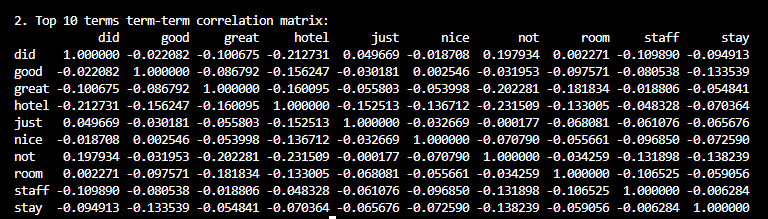 2. Top 10 terms term-term correlation matrix:
            did      good     great     hotel      just      nice       not      room     staff      stay
did    1.000000 -0.022082 -0.100675 -0.212731  0.049669 -0.018708  0.197934  0.002271 -0.109890 -0.094913
good  -0.022082  1.000000 -0.086792 -0.156247 -0.030181  0.002546 -0.031953 -0.097571 -0.080538 -0.133539
great -0.100675 -0.086792  1.000000 -0.160095 -0.055803 -0.053998 -0.202281 -0.181834 -0.018806 -0.054841
hotel -0.212731 -0.156247 -0.160095  1.000000 -0.152513 -0.136712 -0.231509 -0.133005 -0.048328 -0.070364
just   0.049669 -0.030181 -0.055803 -0.152513  1.000000 -0.032669 -0.000177 -0.068081 -0.061076 -0.065676
nice  -0.018708  0.002546 -0.053998 -0.136712 -0.032669  1.000000 -0.070790 -0.055661 -0.096850 -0.072590
not    0.197934 -0.031953 -0.202281 -0.231509 -0.000177 -0.070790  1.000000 -0.034259 -0.131898 -0.138239
room   0.002271 -0.097571 -0.181834 -0.133005 -0.068081 -0.055661 -0.034259  1.000000 -0.106525 -0.059056
staff -0.109890 -0.080538 -0.018806 -0.048328 -0.061076 -0.096850 -0.131898 -0.106525  1.000000 -0.006284
stay  -0.094913 -0.133539 -0.054841 -0.070364 -0.065676 -0.072590 -0.138239 -0.059056 -0.006284  1.000000